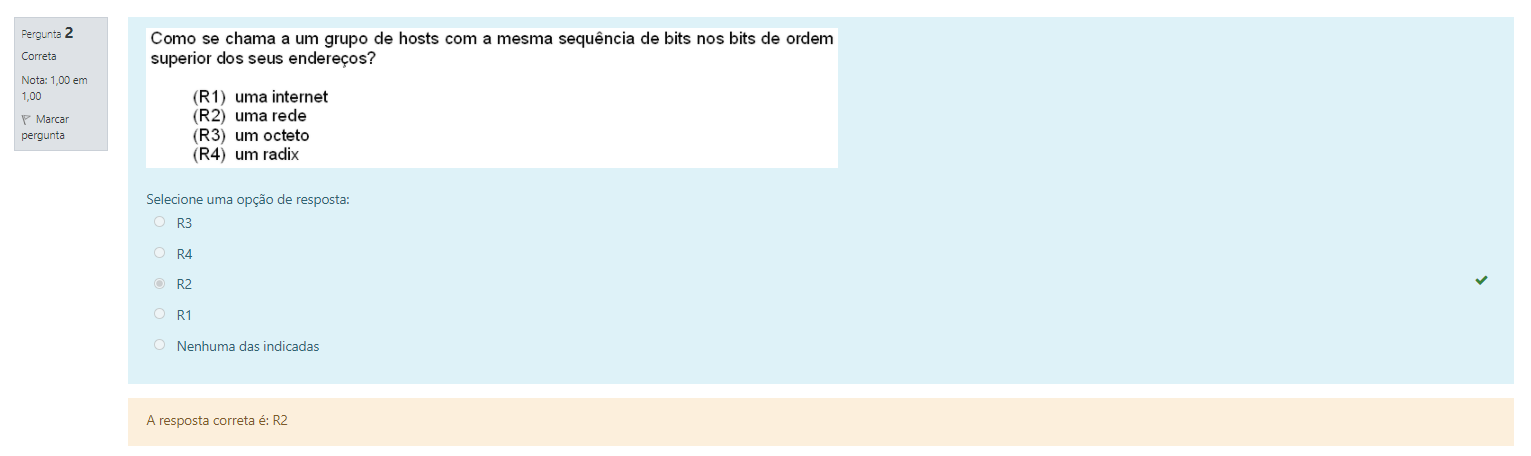 Pergunta 2
Correta
Nota: 1,00 em
1,00
Marcar
pergunta
Como se chama a um grupo de hosts com a mesma sequência de bits nos bits de ordem
superior dos seus endereços?
(R1) uma internet
(R2) uma rede
(R3) um octeto
(R4) um radix
Selecione uma opção de resposta:
R3
R4
R2
R1
Nenhuma das indicadas
A resposta correta é: R2